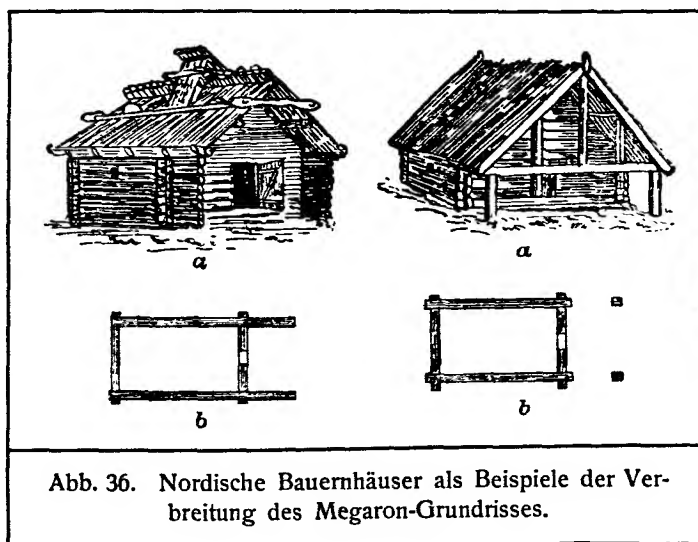 a
a
b
b
Abb. 36. Nordische Bauernhäuser als Beispiele der Ver-
breitung des Megaron-Grundrisses.